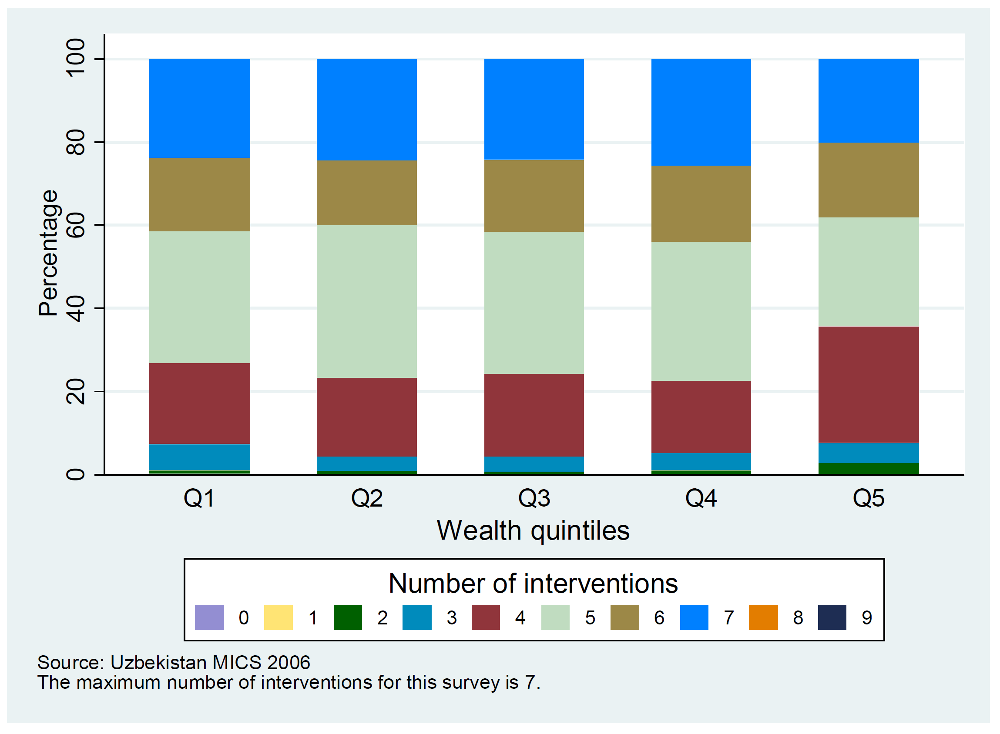 Percentage
100
80
60
40
20
0
Q1 Q2 Q3 Q4 Q5
Wealth quintiles
Number of interventions
0 1 2 3 4 5 6 7 8 9
Source: Uzbekistan MICS 2006
The maximum number of interventions for this survey is 7.